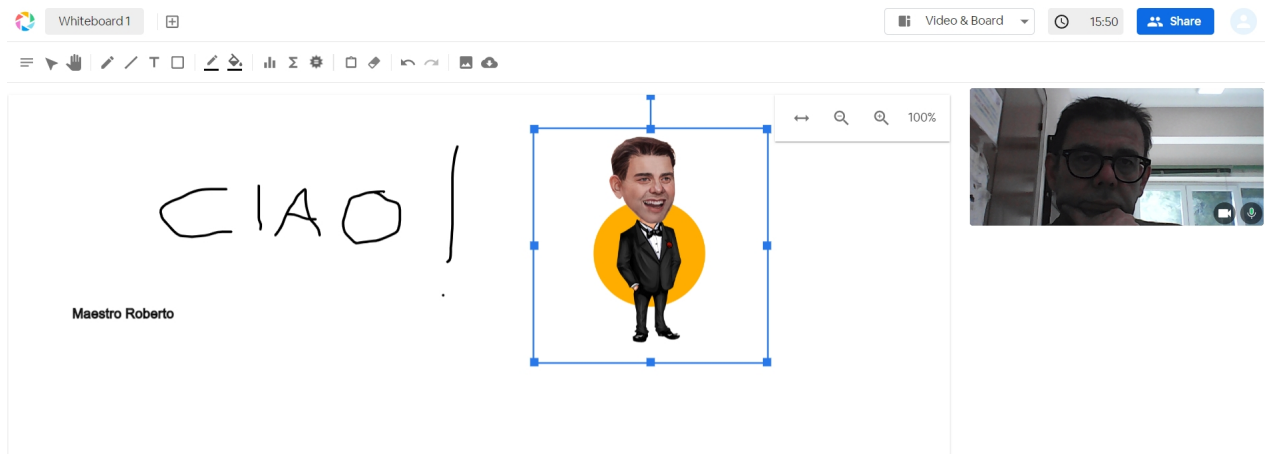 Whiteboard 1
Video & Board
15:50
Share
T
Σ
100%
CIAO!
Maestro Roberto